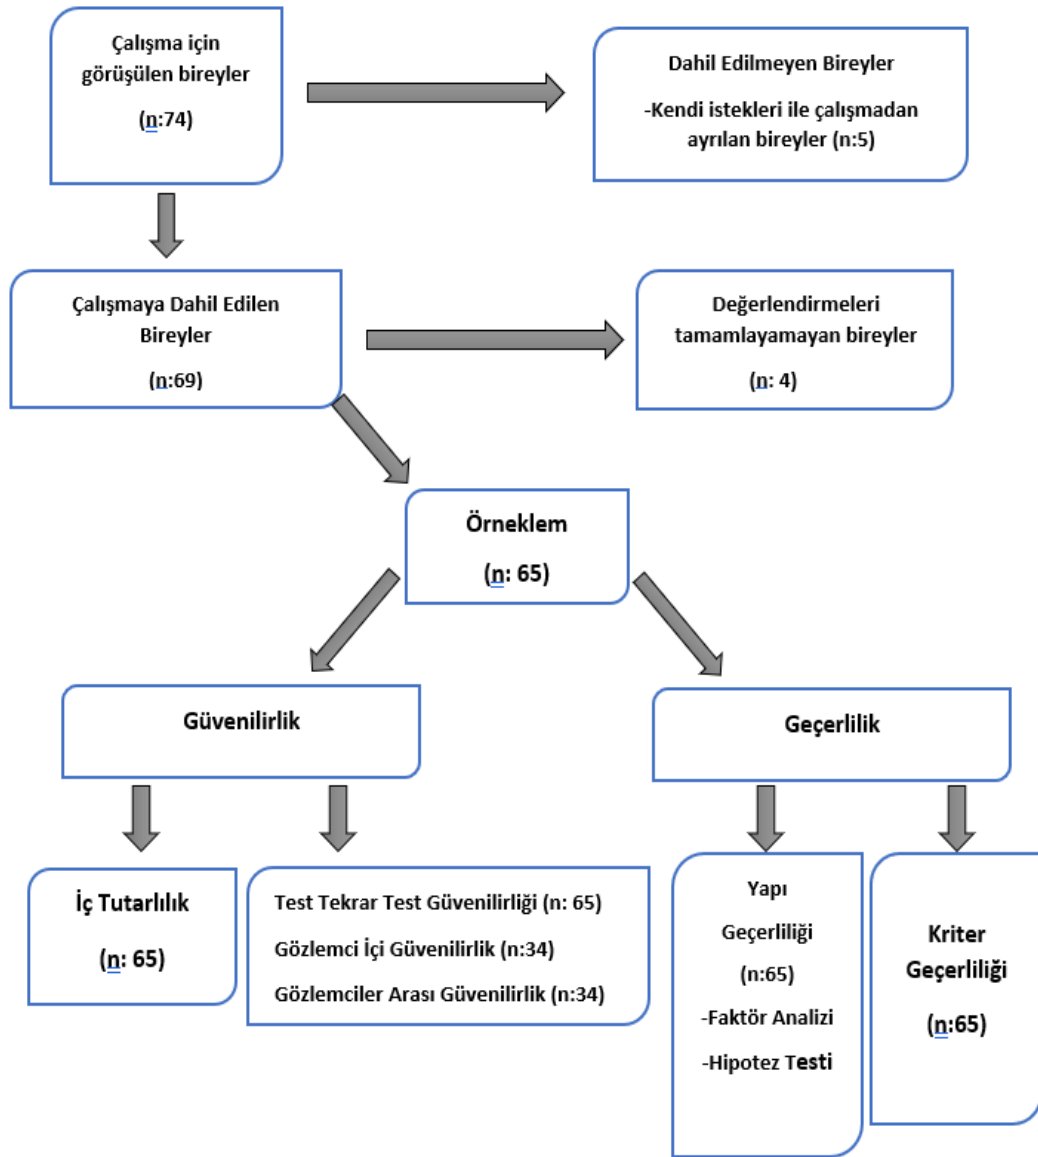 Çalışma için
görüşülen bireyler
(n:74)
Dahil Edilmeyen Bireyler
-Kendi istekleri ile çalışmadan
ayrılan bireyler (n:5)
Çalışmaya Dahil Edilen
Bireyler
(n:69)
Değerlendirmeleri
tamamlayamayan bireyler
(n: 4)
Örneklem
(n: 65)
Güvenilirlik
Geçerlilik
İç Tutarlılık
(n: 65)
Test Tekrar Test Güvenilirliği (n: 65)
Gözlemci İçi Güvenilirlik (n:34)
Gözlemciler Arası Güvenilirlik (n:34)
Yapı
Geçerliliği
(n:65)
-Faktör Analizi
-Hipotez Testi
Kriter
Geçerliliği
(n:65)